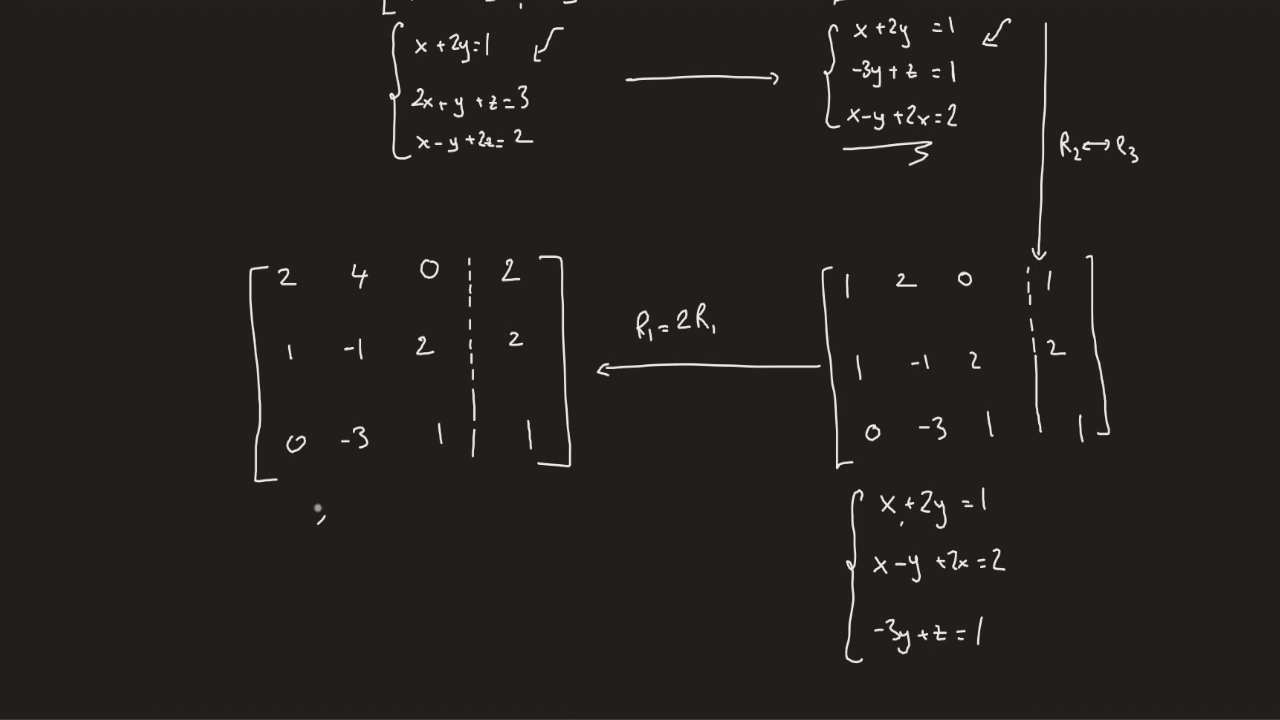 x+2y=1
2x+y+z=3
x-y+2z=2
x+2y =1
-3y+z =1
x-y+2x=2
R₂↔R₃
2 4 0 2
1 -1 2 2
0 -3 1 1
R₁=2R₁
1 2 0 1
1 -1 2 2
0 -3 1 1
x+2y =1
x-y+2x=2
-3y+z=1